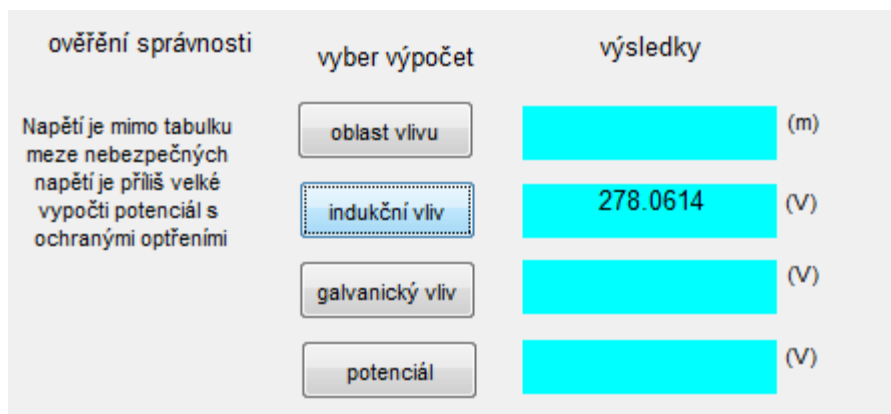 ověřění správnosti
vyber výpočet
výsledky
Napětí je mimo tabulku
meze nebezpečných
napětí je příliš velké
vypočti potenciál s
ochranými optřeními
oblast vlivu
(m)
indukční vliv
278.0614
(V)
galvanický vliv
(V)
potenciál
(V)